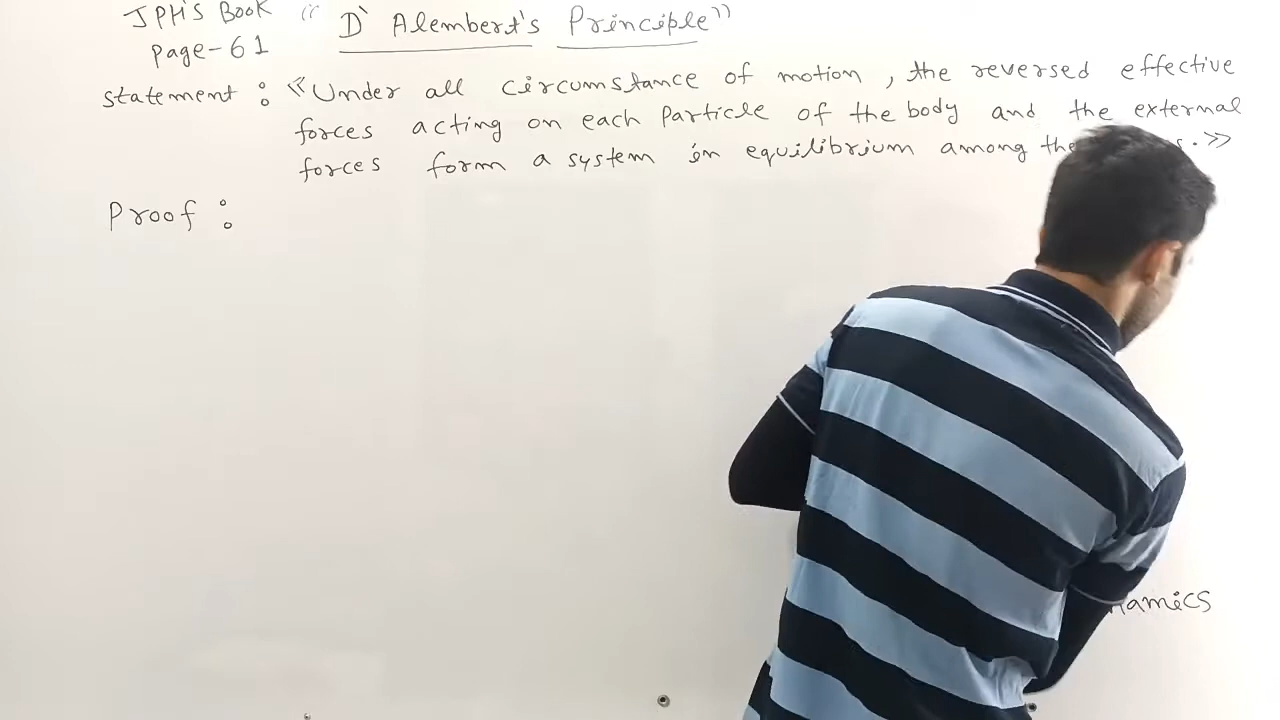 JPH'S Book “D'Alembert's Principle”
Page-61
statement : «Under all circumstance of motion, the reversed effective
forces acting on each Particle of the body and the external
forces form a system in equilibrium among the
Proof :